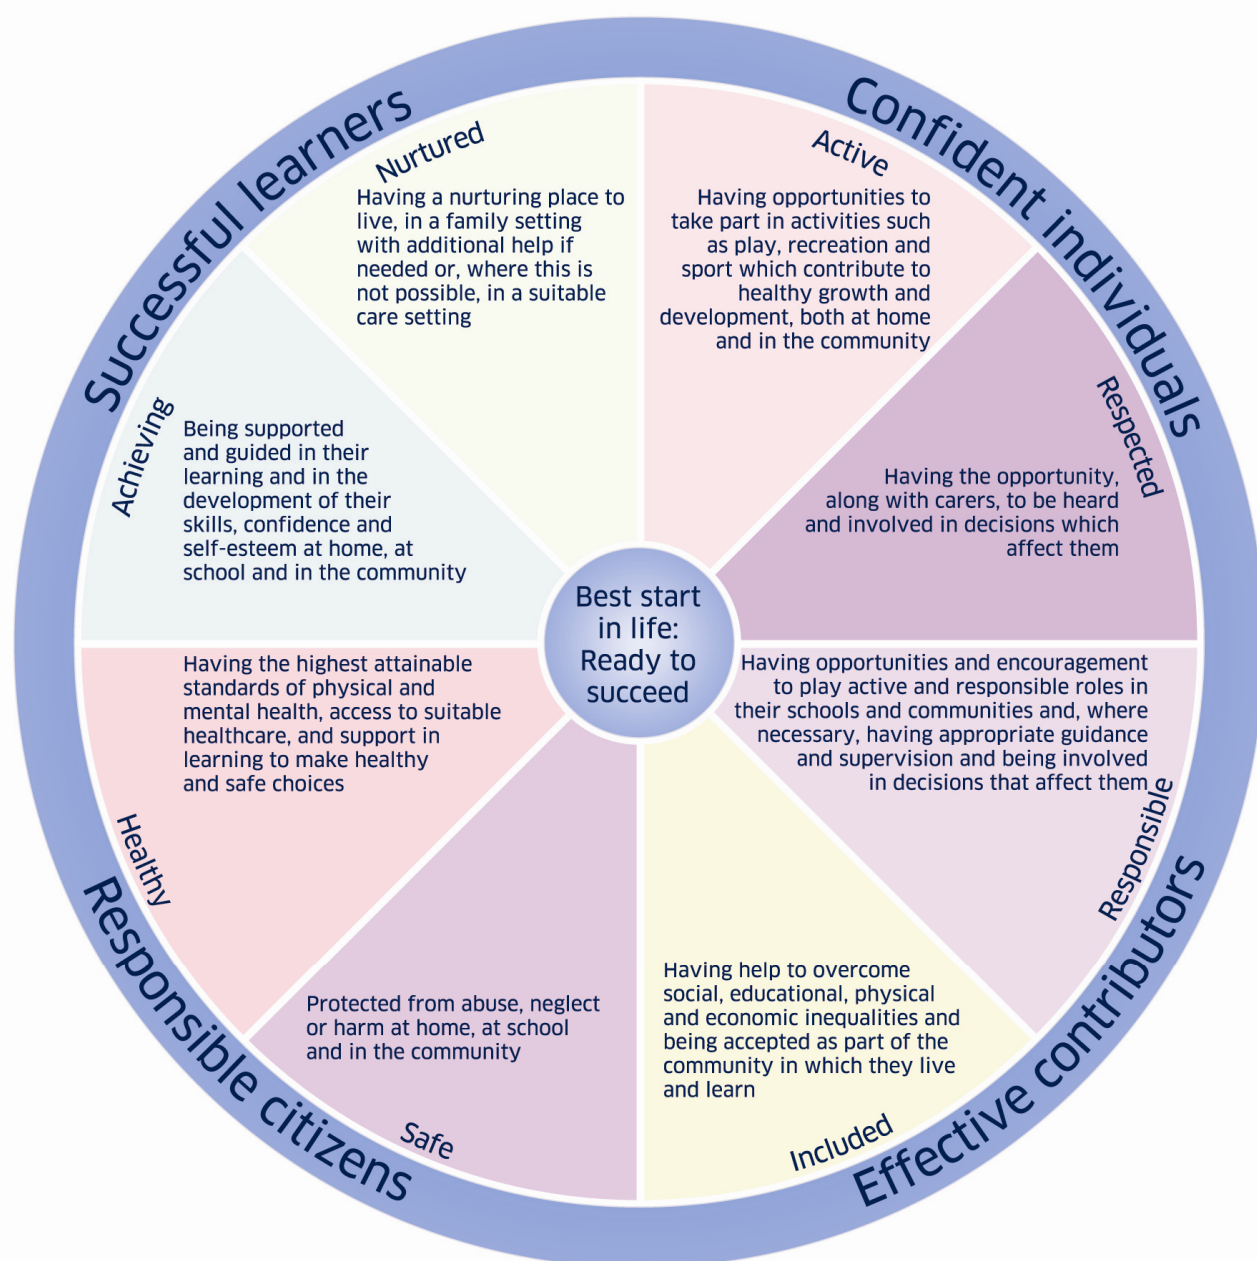 Successful learners
Confident individuals
Nurtured
Having a nurturing place to
live, in a family setting
with additional help if
needed or, where this is
not possible, in a suitable
care setting
Active
Having opportunities to
take part in activities such
as play, recreation and
sport which contribute to
healthy growth and
development, both at home
and in the community
Respected
Having the opportunity,
along with carers, to be heard
and involved in decisions which
affect them
Achieving
Being supported
and guided in their
learning and in the
development of their
skills, confidence and
self-esteem at home, at
school and in the community
Best start
in life:
Ready to
succeed
Having the highest attainable
standards of physical and
mental health, access to suitable
healthcare, and support in
learning to make healthy
and safe choices
Healthy
Having opportunities and encouragement
to play active and responsible roles in
their schools and communities and, where
necessary, having appropriate guidance
and supervision and being involved
in decisions that affect them
Responsible
Protected from abuse, neglect
or harm at home, at school
and in the community
Safe
Having help to overcome
social, educational, physical
and economic inequalities and
being accepted as part of the
community in which they live
and learn
Included
Responsible citizens
Effective contributors